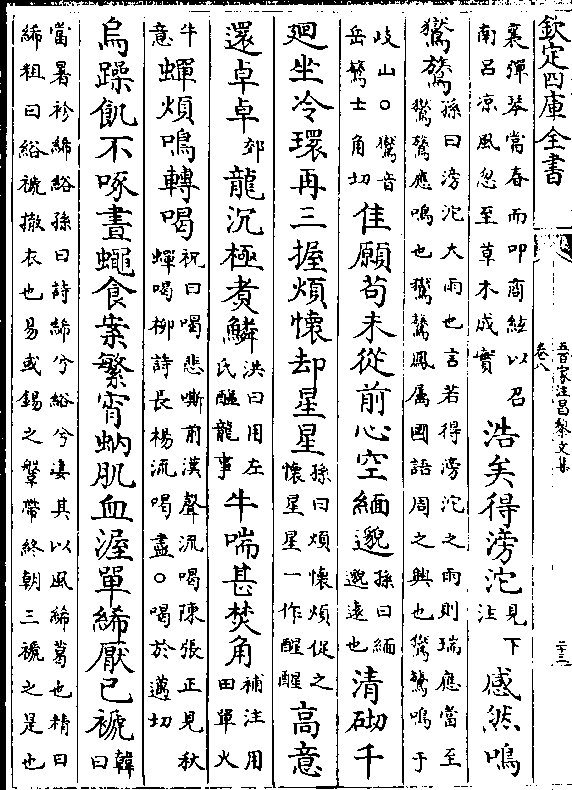 欽定四庫全書
五百家注昌黎文集
卷八
二十三
襄彈琴當春而叩商絃以召
南呂凉風忽至草木成實
浩矣得滂沱
見下
注
感然鳴
鸑鷟
孫曰滂沱大雨也言若得滂沱之雨則瑞應當至
鸑鷟應鳴也鸑鷟鳳屬國語周之興也鸑鷟鳴于
岐山○鸑音
岳鷟士角切
佳願苟未從前心空緬邈
孫曰緬
邈遠也
清砌千
廻坐冷環再三握煩懷却星星
孫曰煩懷煩促之
懷星星一作醒醒
高意
還卓卓
郊
龍沉極煑鱗
洪曰用左
氏醢龍事
牛喘甚焚角
補注用
田單火
牛
意
蟬煩鳴轉喝
祝曰喝悲嘶前漢聲流喝陳張正見秋
蟬喝柳詩長楊流喝盡○喝於邁切
烏躁飢不啄晝蠅食案繁宵蚋肌血渥單絺厭已褫
韓
曰
當暑袗絺綌孫曰詩絺兮綌兮淒其以風絺葛也精曰
絺粗曰綌褫撤衣也易或錫之鞶帶終朝三褫之是也